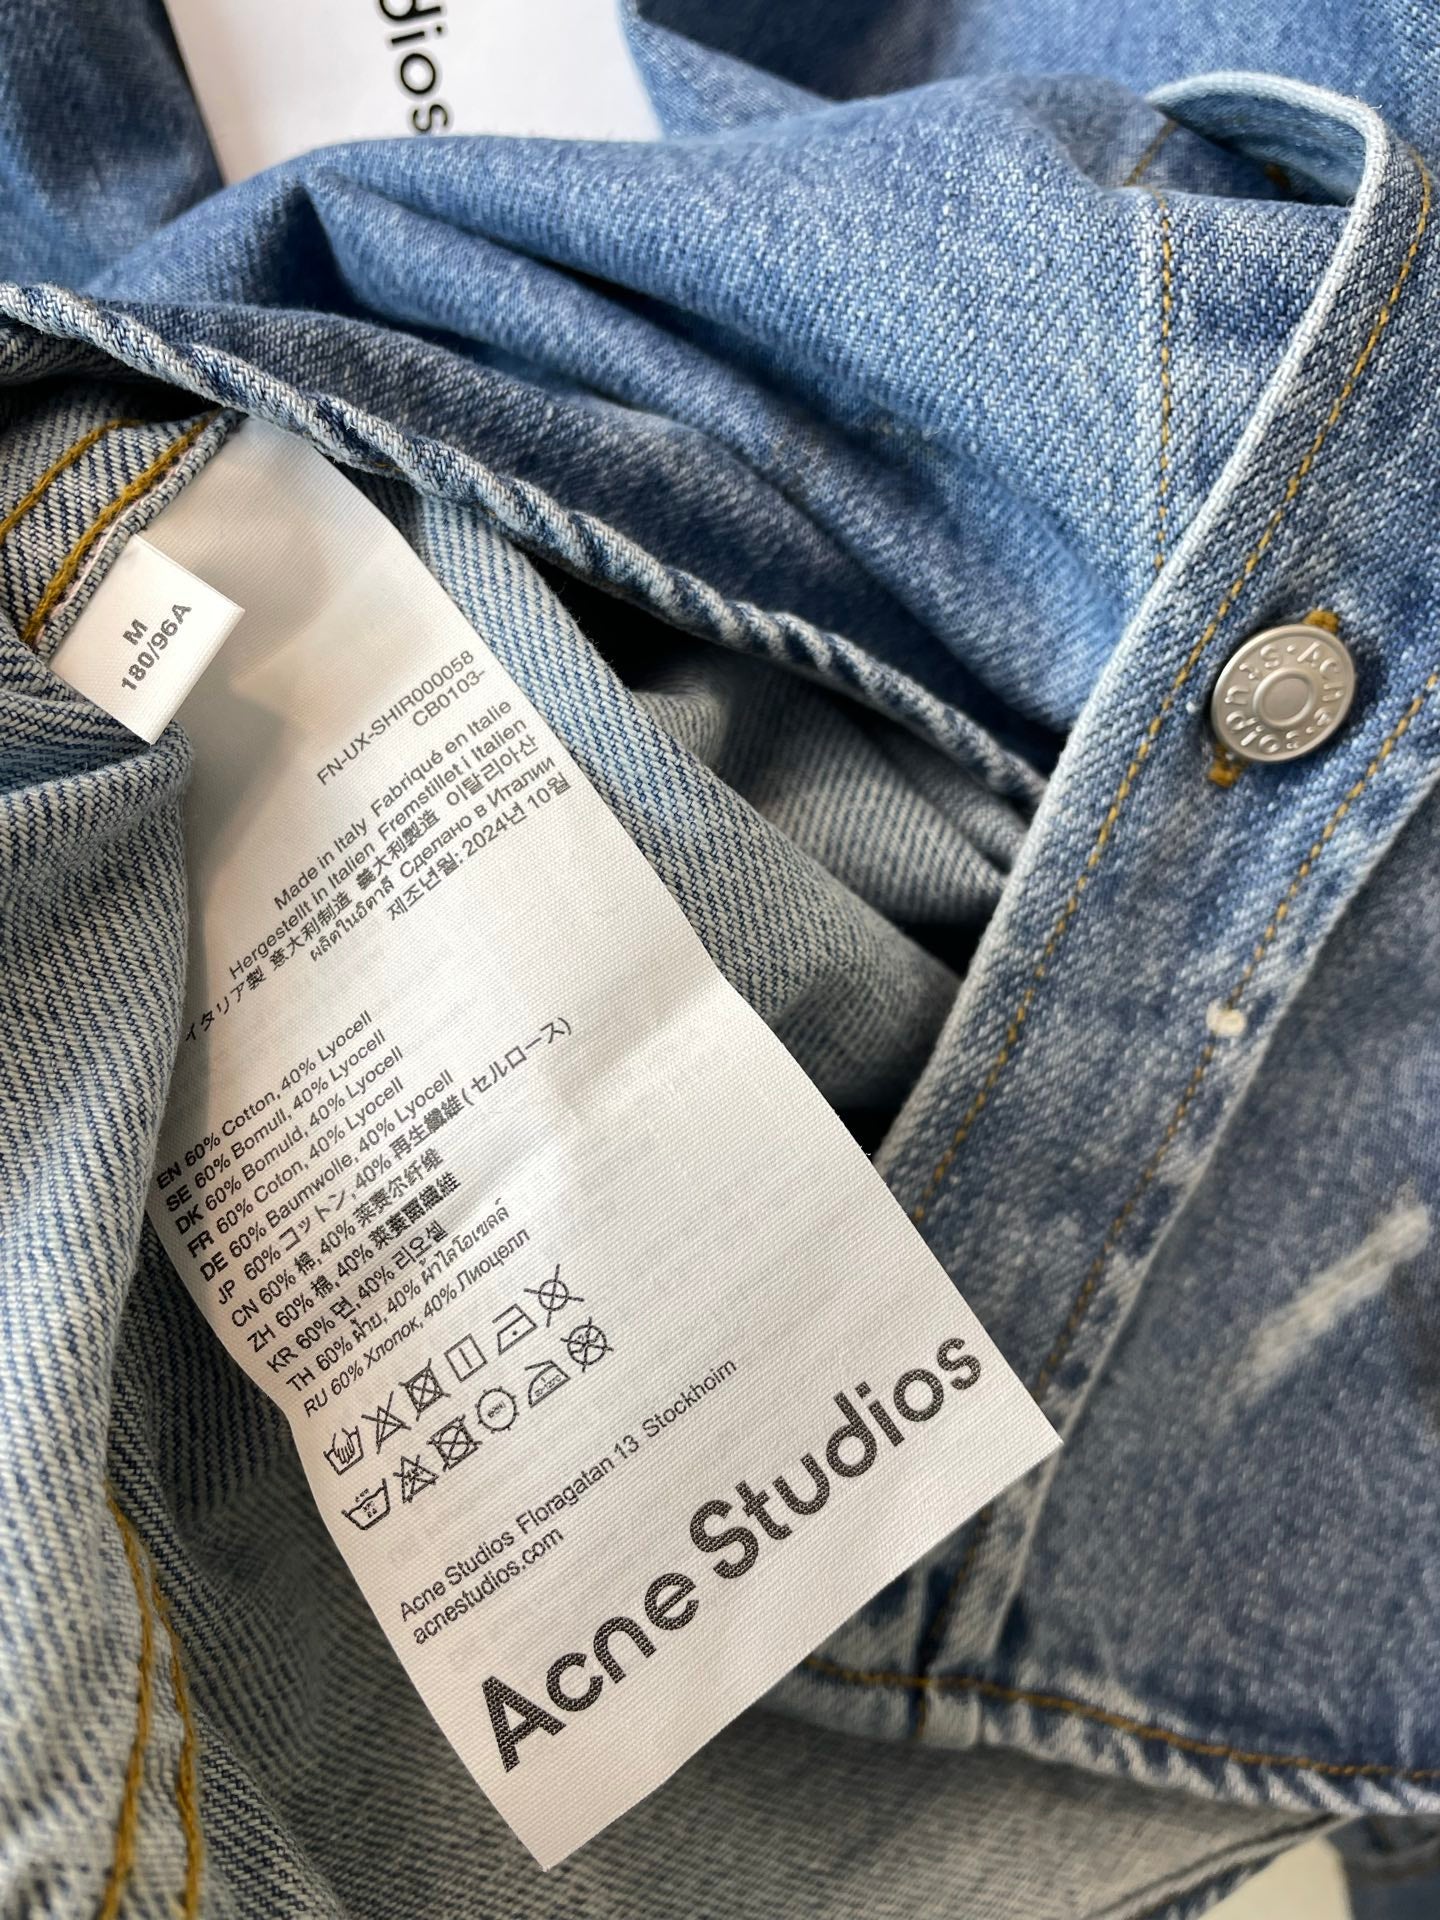 dios
M
180/96A
FN-UX-SHIR000058
CB0103-
Made in Italy Fabriqué en Italie
Hergestellt in Italien Fremstillet i Italien
イタリア製 意大利制造 義大利製造 이탈리아산
ผลิตในอิตาลี Сделано в Италии
제조년월: 2024년 10월
EN 60% Cotton, 40% Lyocell
SE 60% Bomull, 40% Lyocell
DK 60% Bomuld, 40% Lyocell
FR 60% Coton, 40% Lyocell
DE 60% Baumwolle, 40% Lyocell
JP 60% コットン, 40% 再生繊維 ( セルロース)
CN 60% 棉, 40% 莱赛尔纤维
ZH 60% 棉, 40% 萊賽爾纖維
KR 60% 면, 40% 리오셀
TH 60% ฝ้าย, 40% ผ้าไลโอเซลล์
RU 60% Хлопок, 40% Лиоцелл
Acne Studios Floragatan 13 Stockholm
acnestudios.com
Acne Studios
Acne Studios